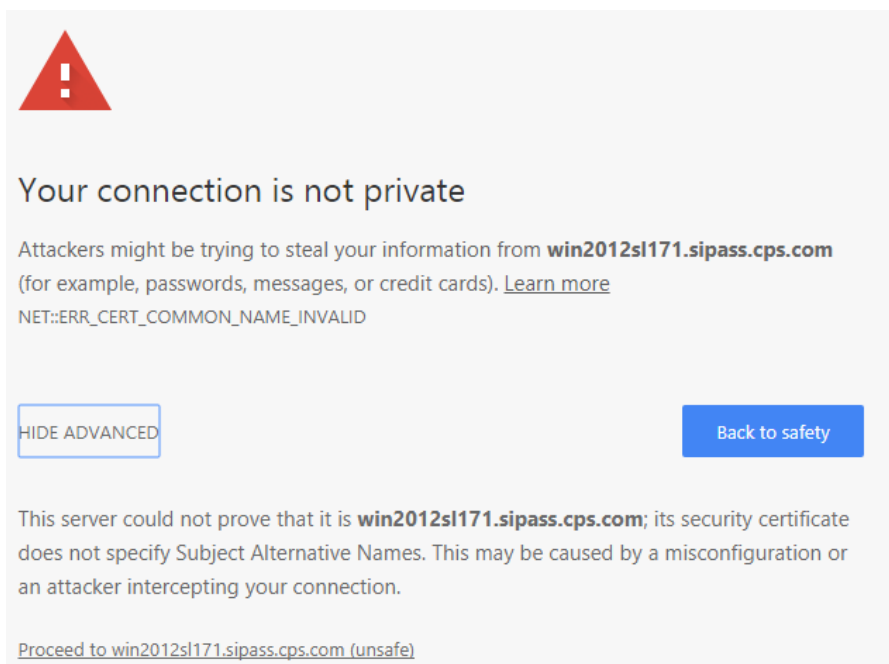 Your connection is not private
Attackers might be trying to steal your information from win2012sl171.sipass.cps.com
(for example, passwords, messages, or credit cards). Learn more
NET::ERR_CERT_COMMON_NAME_INVALID
HIDE ADVANCED
Back to safety
This server could not prove that it is win2012sl171.sipass.cps.com; its security certificate
does not specify Subject Alternative Names. This may be caused by a misconfiguration or
an attacker intercepting your connection.
Proceed to win2012sl171.sipass.cps.com (unsafe)